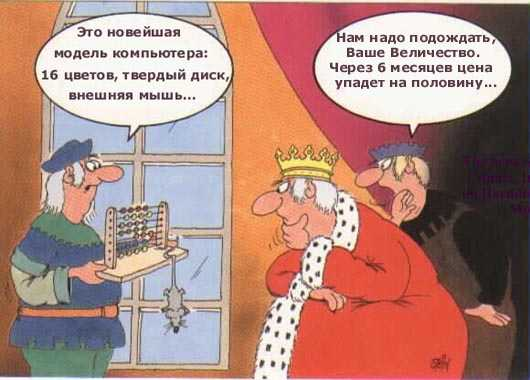 Это новейшая
модель компьютера:
16 цветов, твердый диск,
внешняя мышь...
Нам надо подождать,
Ваше Величество.
Через 6 месяцев цена
упадет на половину...